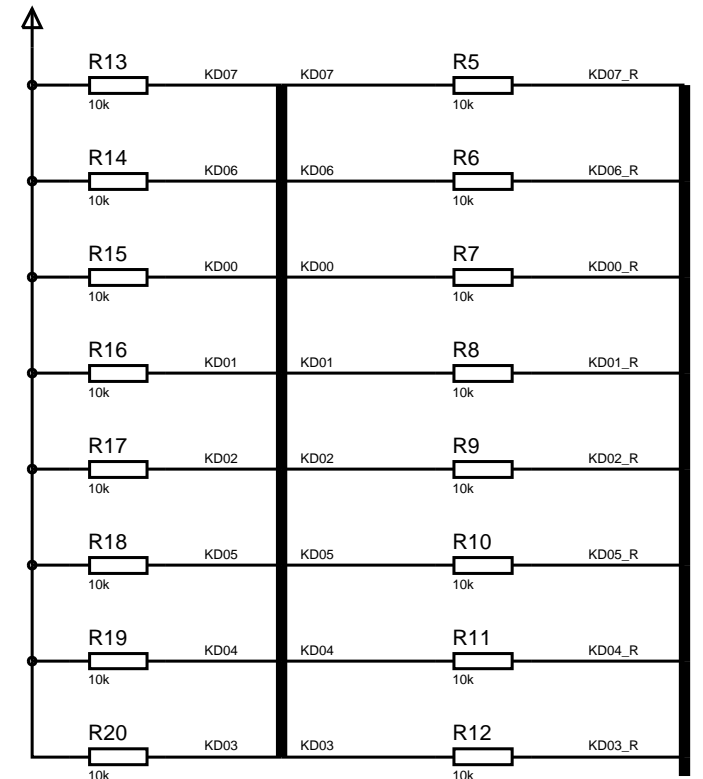 R13
KD07
KD07
R5
KD07_R
10k
10k
R14
KD06
KD06
R6
KD06_R
10k
10k
R15
KD00
KD00
R7
KD00_R
10k
10k
R16
KD01
KD01
R8
KD01_R
10k
10k
R17
KD02
KD02
R9
KD02_R
10k
10k
R18
KD05
KD05
R10
KD05_R
10k
10k
R19
KD04
KD04
R11
KD04_R
10k
10k
R20
KD03
KD03
R12
KD03_R
10k
10k